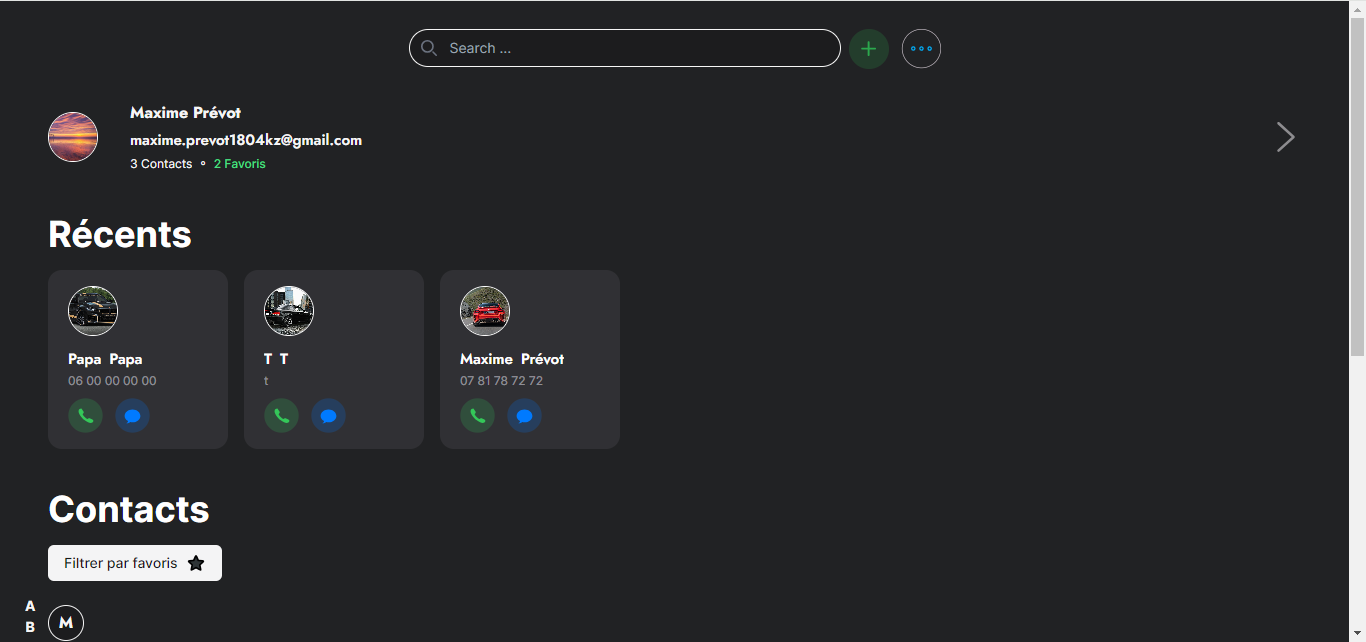 Search ...
Maxime Prévot
maxime.prevot1804kz@gmail.com
3 Contacts ∘ 2 Favoris
Récents
Papa Papa
06 00 00 00 00
T T
t
Maxime Prévot
07 81 78 72 72
Contacts
Filtrer par favoris
A
B
M